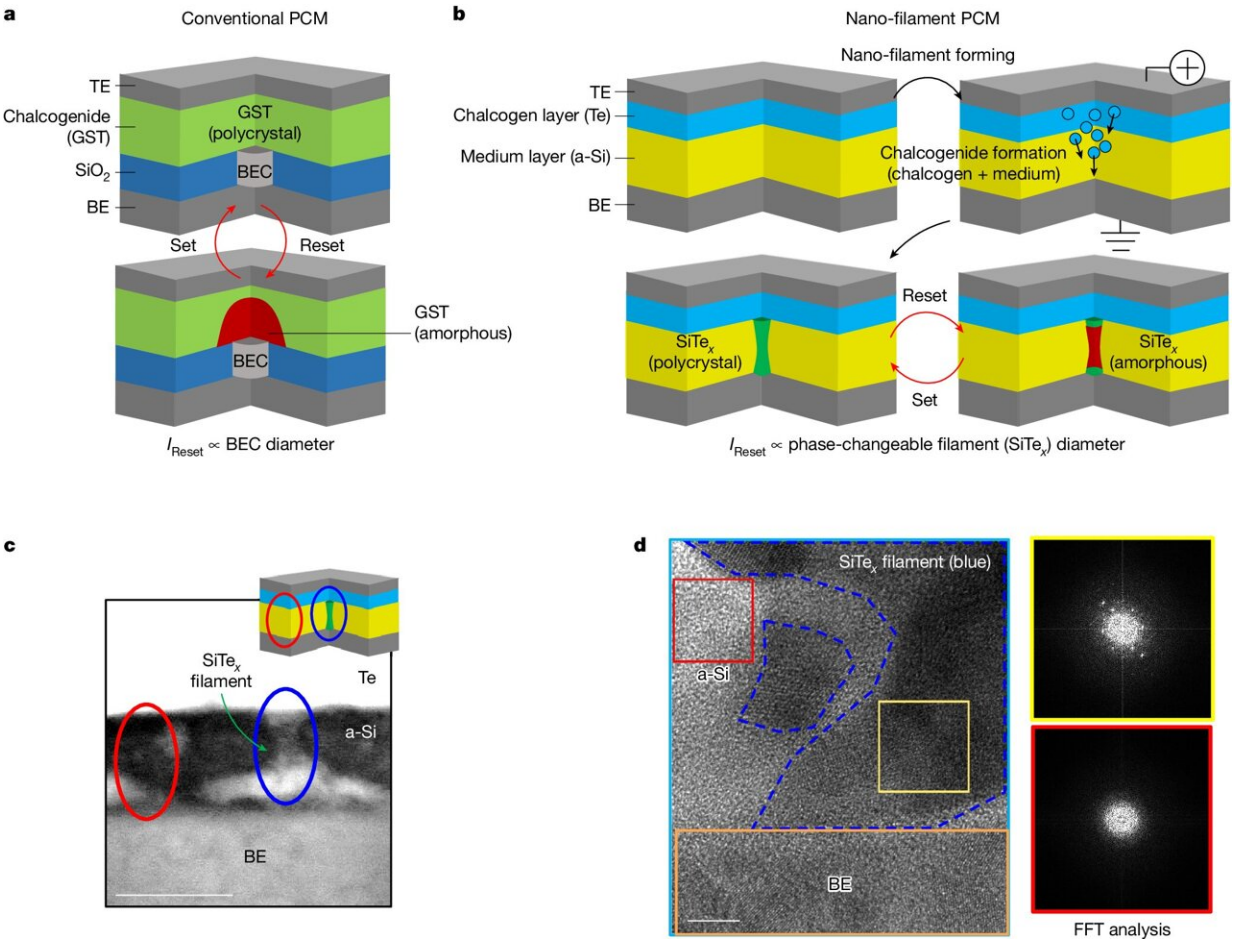 a
Conventional PCM
TE
Chalcogenide
(GST)
SiO2
BE
GST
(polycrystal)
BEC
Set
Reset
GST
(amorphous)
BEC
IReset ∝ BEC diameter
b
Nano-filament PCM
Nano-filament forming
TE
Chalcogen layer (Te)
Medium layer (a-Si)
BE
Chalcogenide formation
(chalcogen + medium)
SiTex
(polycrystal)
Reset
Set
SiTex
(amorphous)
IReset ∝ phase-changeable filament (SiTex) diameter
c
SiTex
filament
Te
a-Si
BE
d
SiTex filament (blue)
a-Si
BE
FFT analysis